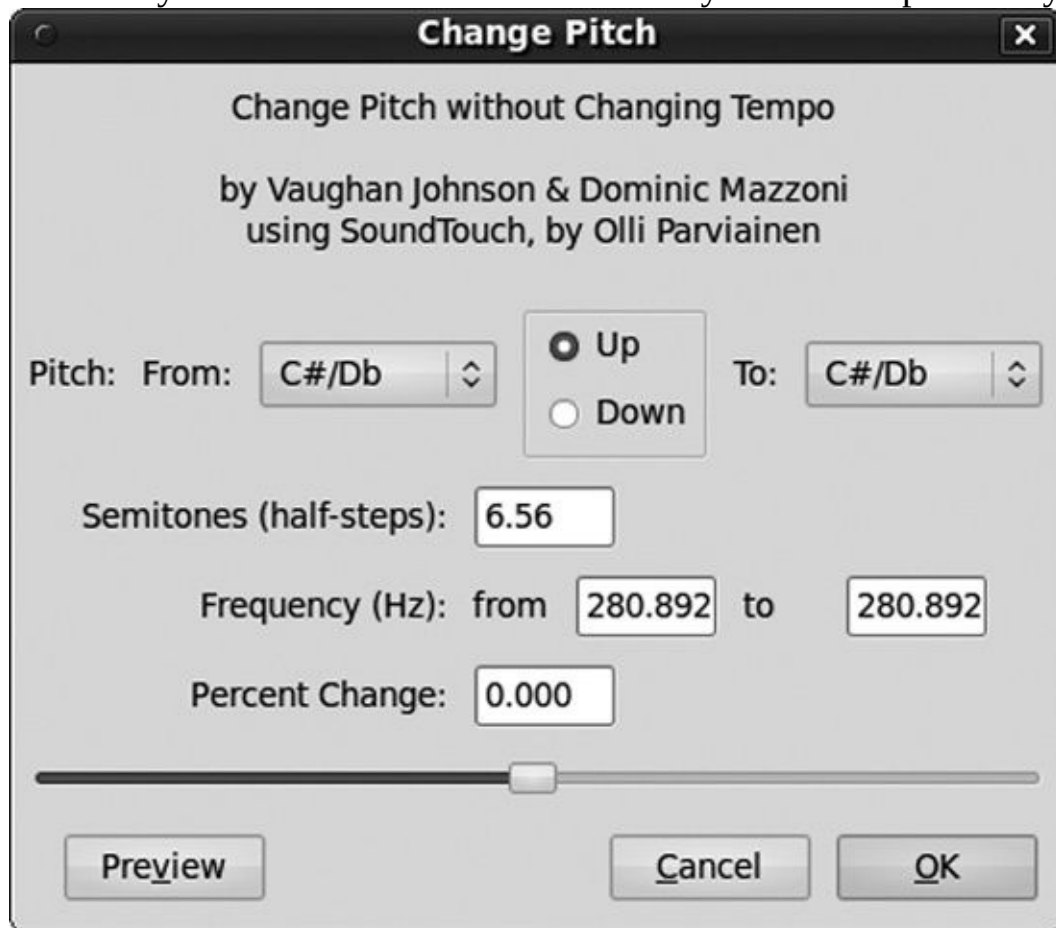 Change Pitch
Change Pitch without Changing Tempo
by Vaughan Johnson & Dominic Mazzoni
using SoundTouch, by Olli Parviainen
Pitch: From: C#/Db Up Down To: C#/Db
Semitones (half-steps): 6.56
Frequency (Hz): from 280.892 to 280.892
Percent Change: 0.000
Preview Cancel OK